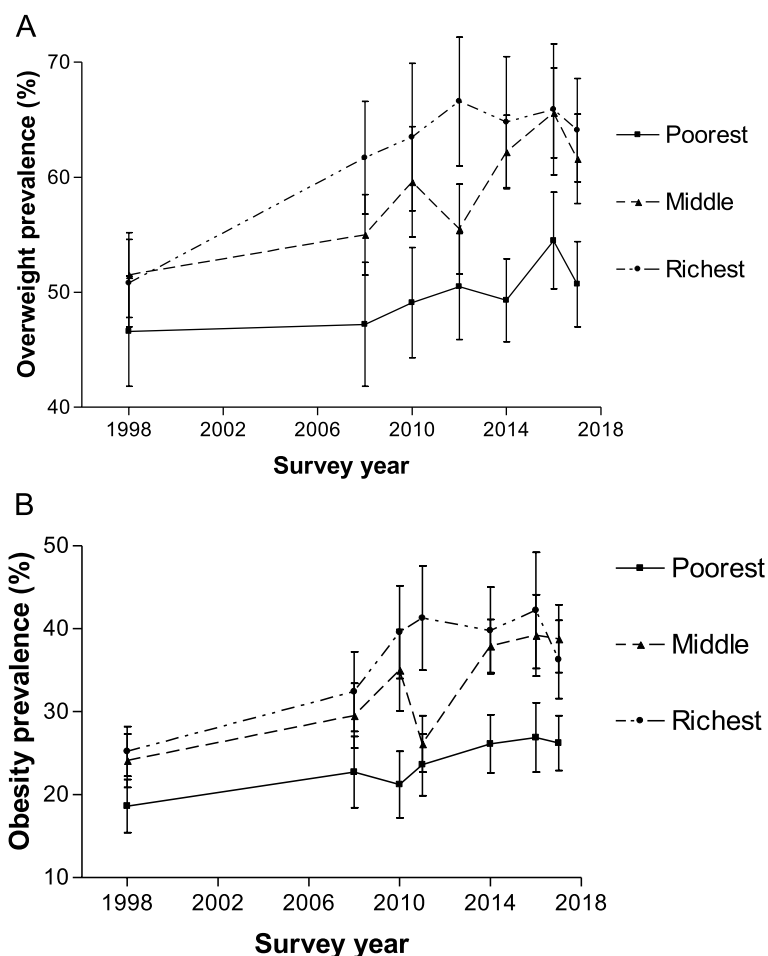 A
Overweight prevalence (%)
70
60
50
40
1998 2002 2006 2010 2014 2018
Survey year
Poorest
Middle
Richest
B
Obesity prevalence (%)
50
40
30
20
10
1998 2002 2006 2010 2014 2018
Survey year
Poorest
Middle
Richest